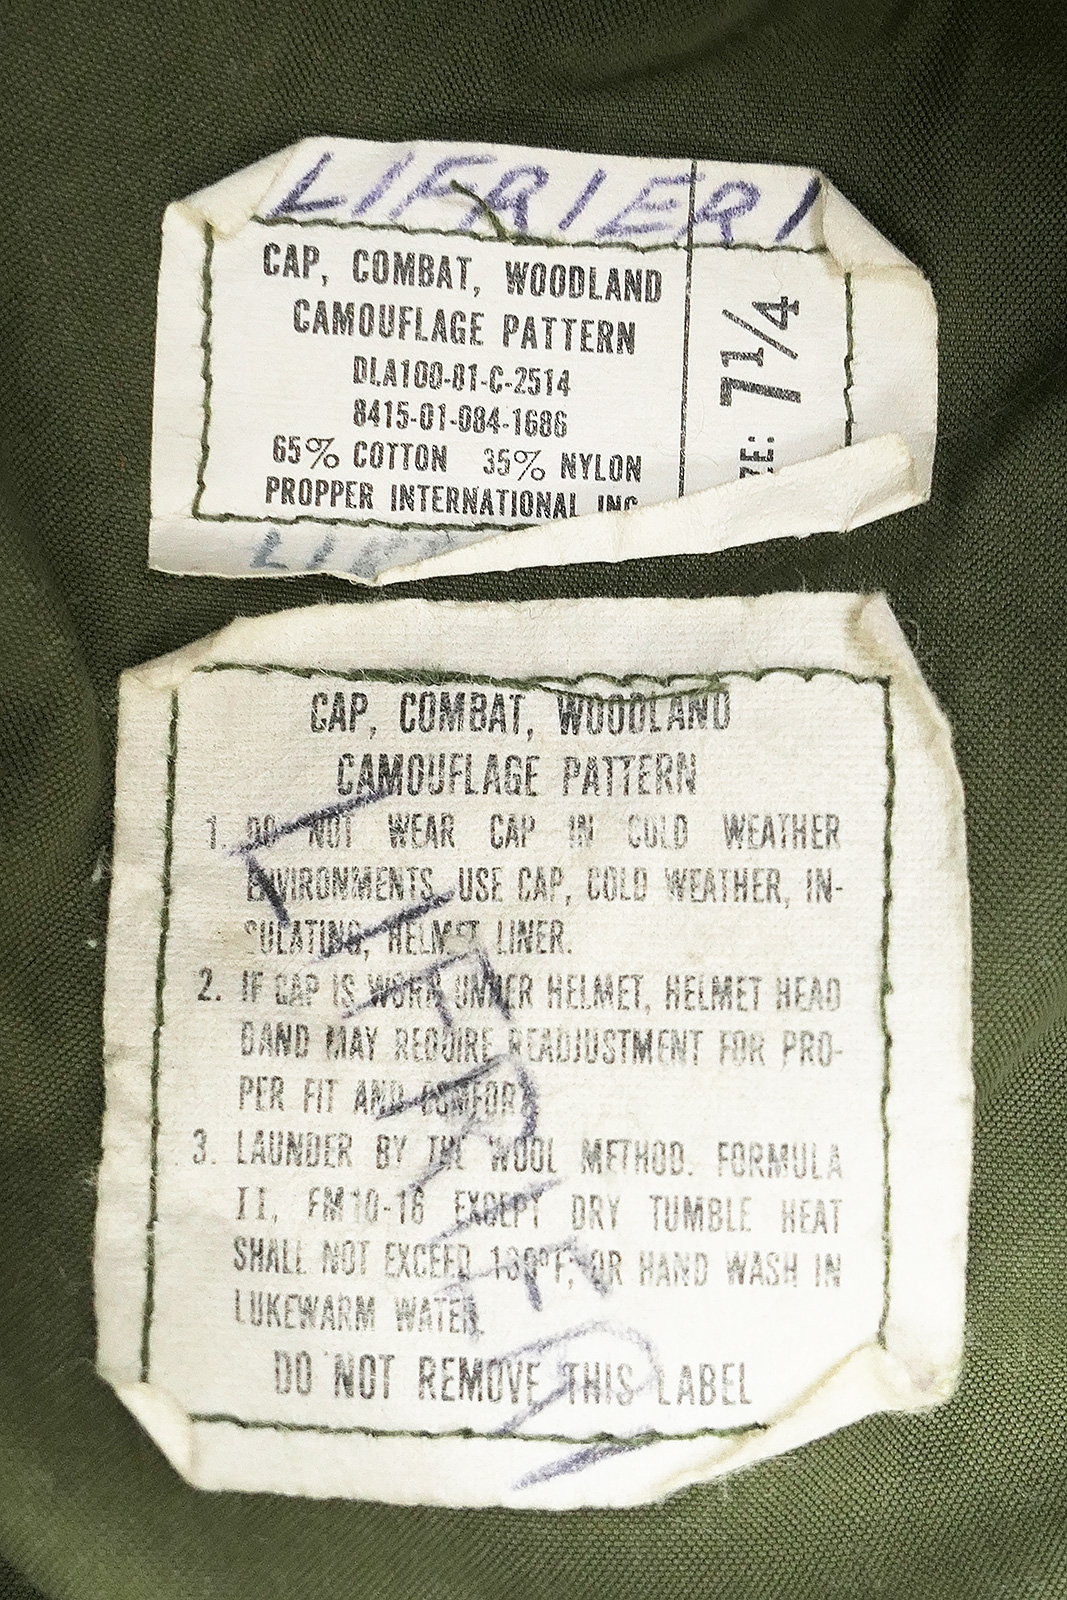 LIFRIERI
CAP, COMBAT, WOODLAND
CAMOUFLAGE PATTERN
DLA100-81-C-2514
8415-01-084-1686
65% COTTON 35% NYLON
PROPPER INTERNATIONAL INC
ZE: 7 1/4
LIF
CAP, COMBAT, WOODLAND
CAMOUFLAGE PATTERN
1. DO NOT WEAR CAP IN COLD WEATHER
ENVIRONMENTS. USE CAP, COLD WEATHER, IN-
SULATING, HELMET LINER.
2. IF CAP IS WORN UNDER HELMET, HELMET HEAD
BAND MAY REQUIRE READJUSTMENT FOR PRO-
PER FIT AND COMFORT
3. LAUNDER BY THE WOOL METHOD. FORMULA
II, FM10-16 EXCEPT DRY TUMBLE HEAT
SHALL NOT EXCEED 130°F; OR HAND WASH IN
LUKEWARM WATER.
DO NOT REMOVE THIS LABEL
LIFRIERI